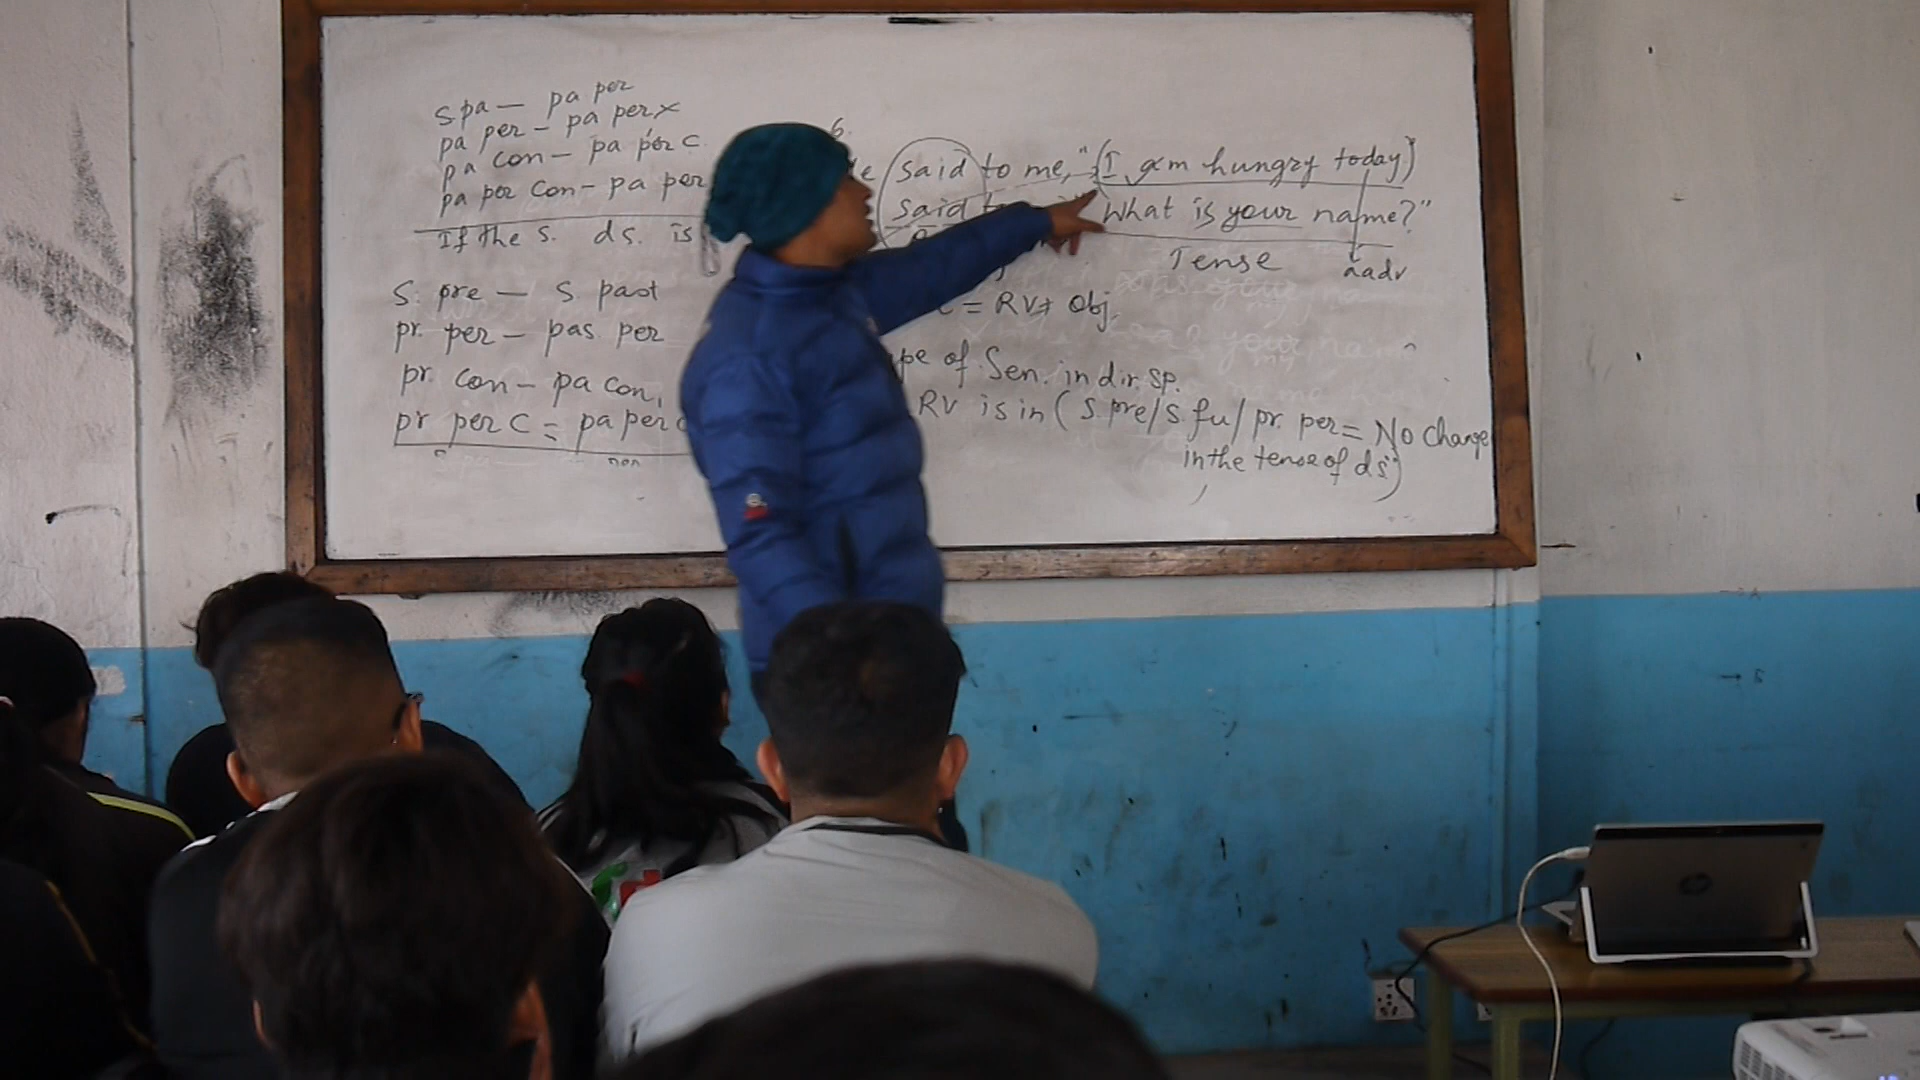 S.pa — pa per
pa per — pa per x
pa con — pa per c
pa per con — pa per
If the s. ds. is
S. pre — S past
pr. per — pas per
pr. con — pa con,
pr per C = pa per c
6.
e said to me, "(I am hungry today)"
said What is your name?"
Tense aadv
= RV+ Obj.
ype of Sen. in dir. sp.
RV is in (S. pre/S. fu/pr. per = No change
in the tense of ds)